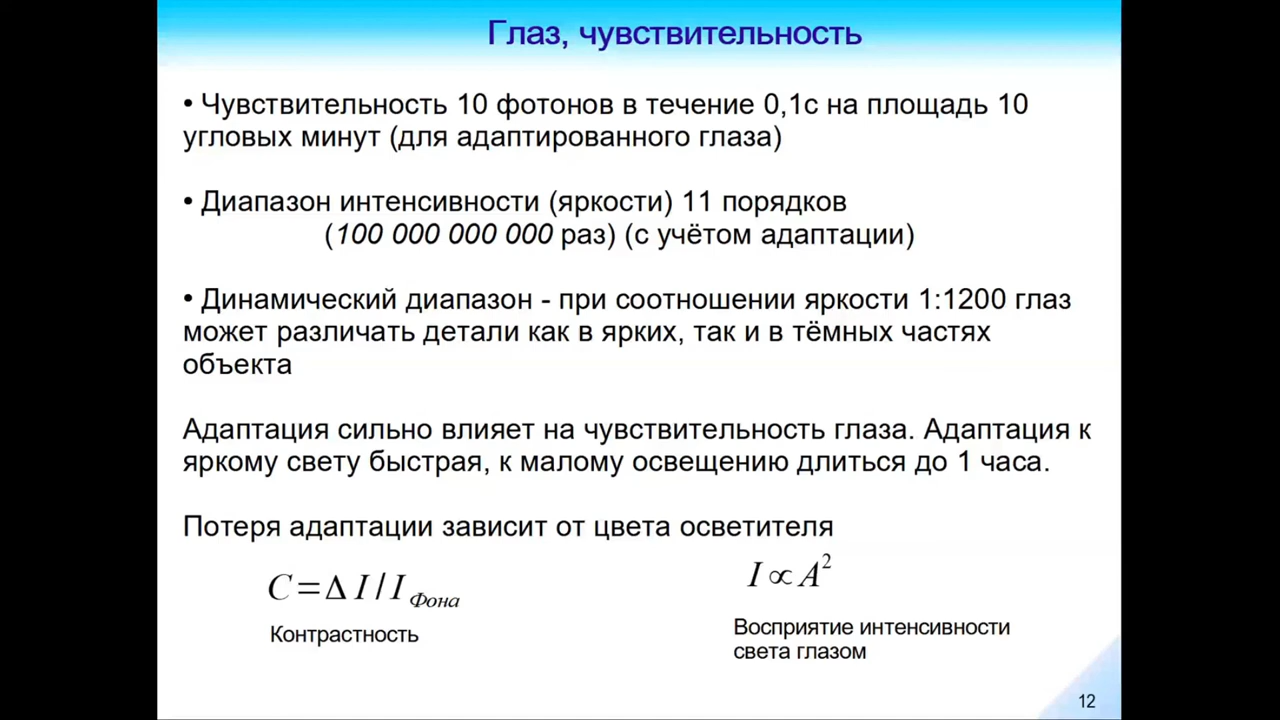 Глаз, чувствительность
• Чувствительность 10 фотонов в течение 0,1с на площадь 10
угловых минут (для адаптированного глаза)
• Диапазон интенсивности (яркости) 11 порядков
(100 000 000 000 раз) (с учётом адаптации)
• Динамический диапазон - при соотношении яркости 1:1200 глаз
может различать детали как в ярких, так и в тёмных частях
объекта
Адаптация сильно влияет на чувствительность глаза. Адаптация к
яркому свету быстрая, к малому освещению длиться до 1 часа.
Потеря адаптации зависит от цвета осветителя
C=Δ I / I Фона
Контрастность
I ∝ A²
Восприятие интенсивности
света глазом
12